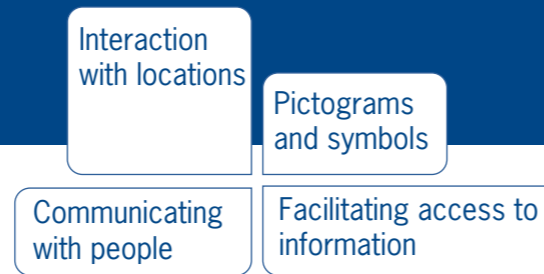 Interaction
with locations
Pictograms
and symbols
Communicating
with people
Facilitating access to
information